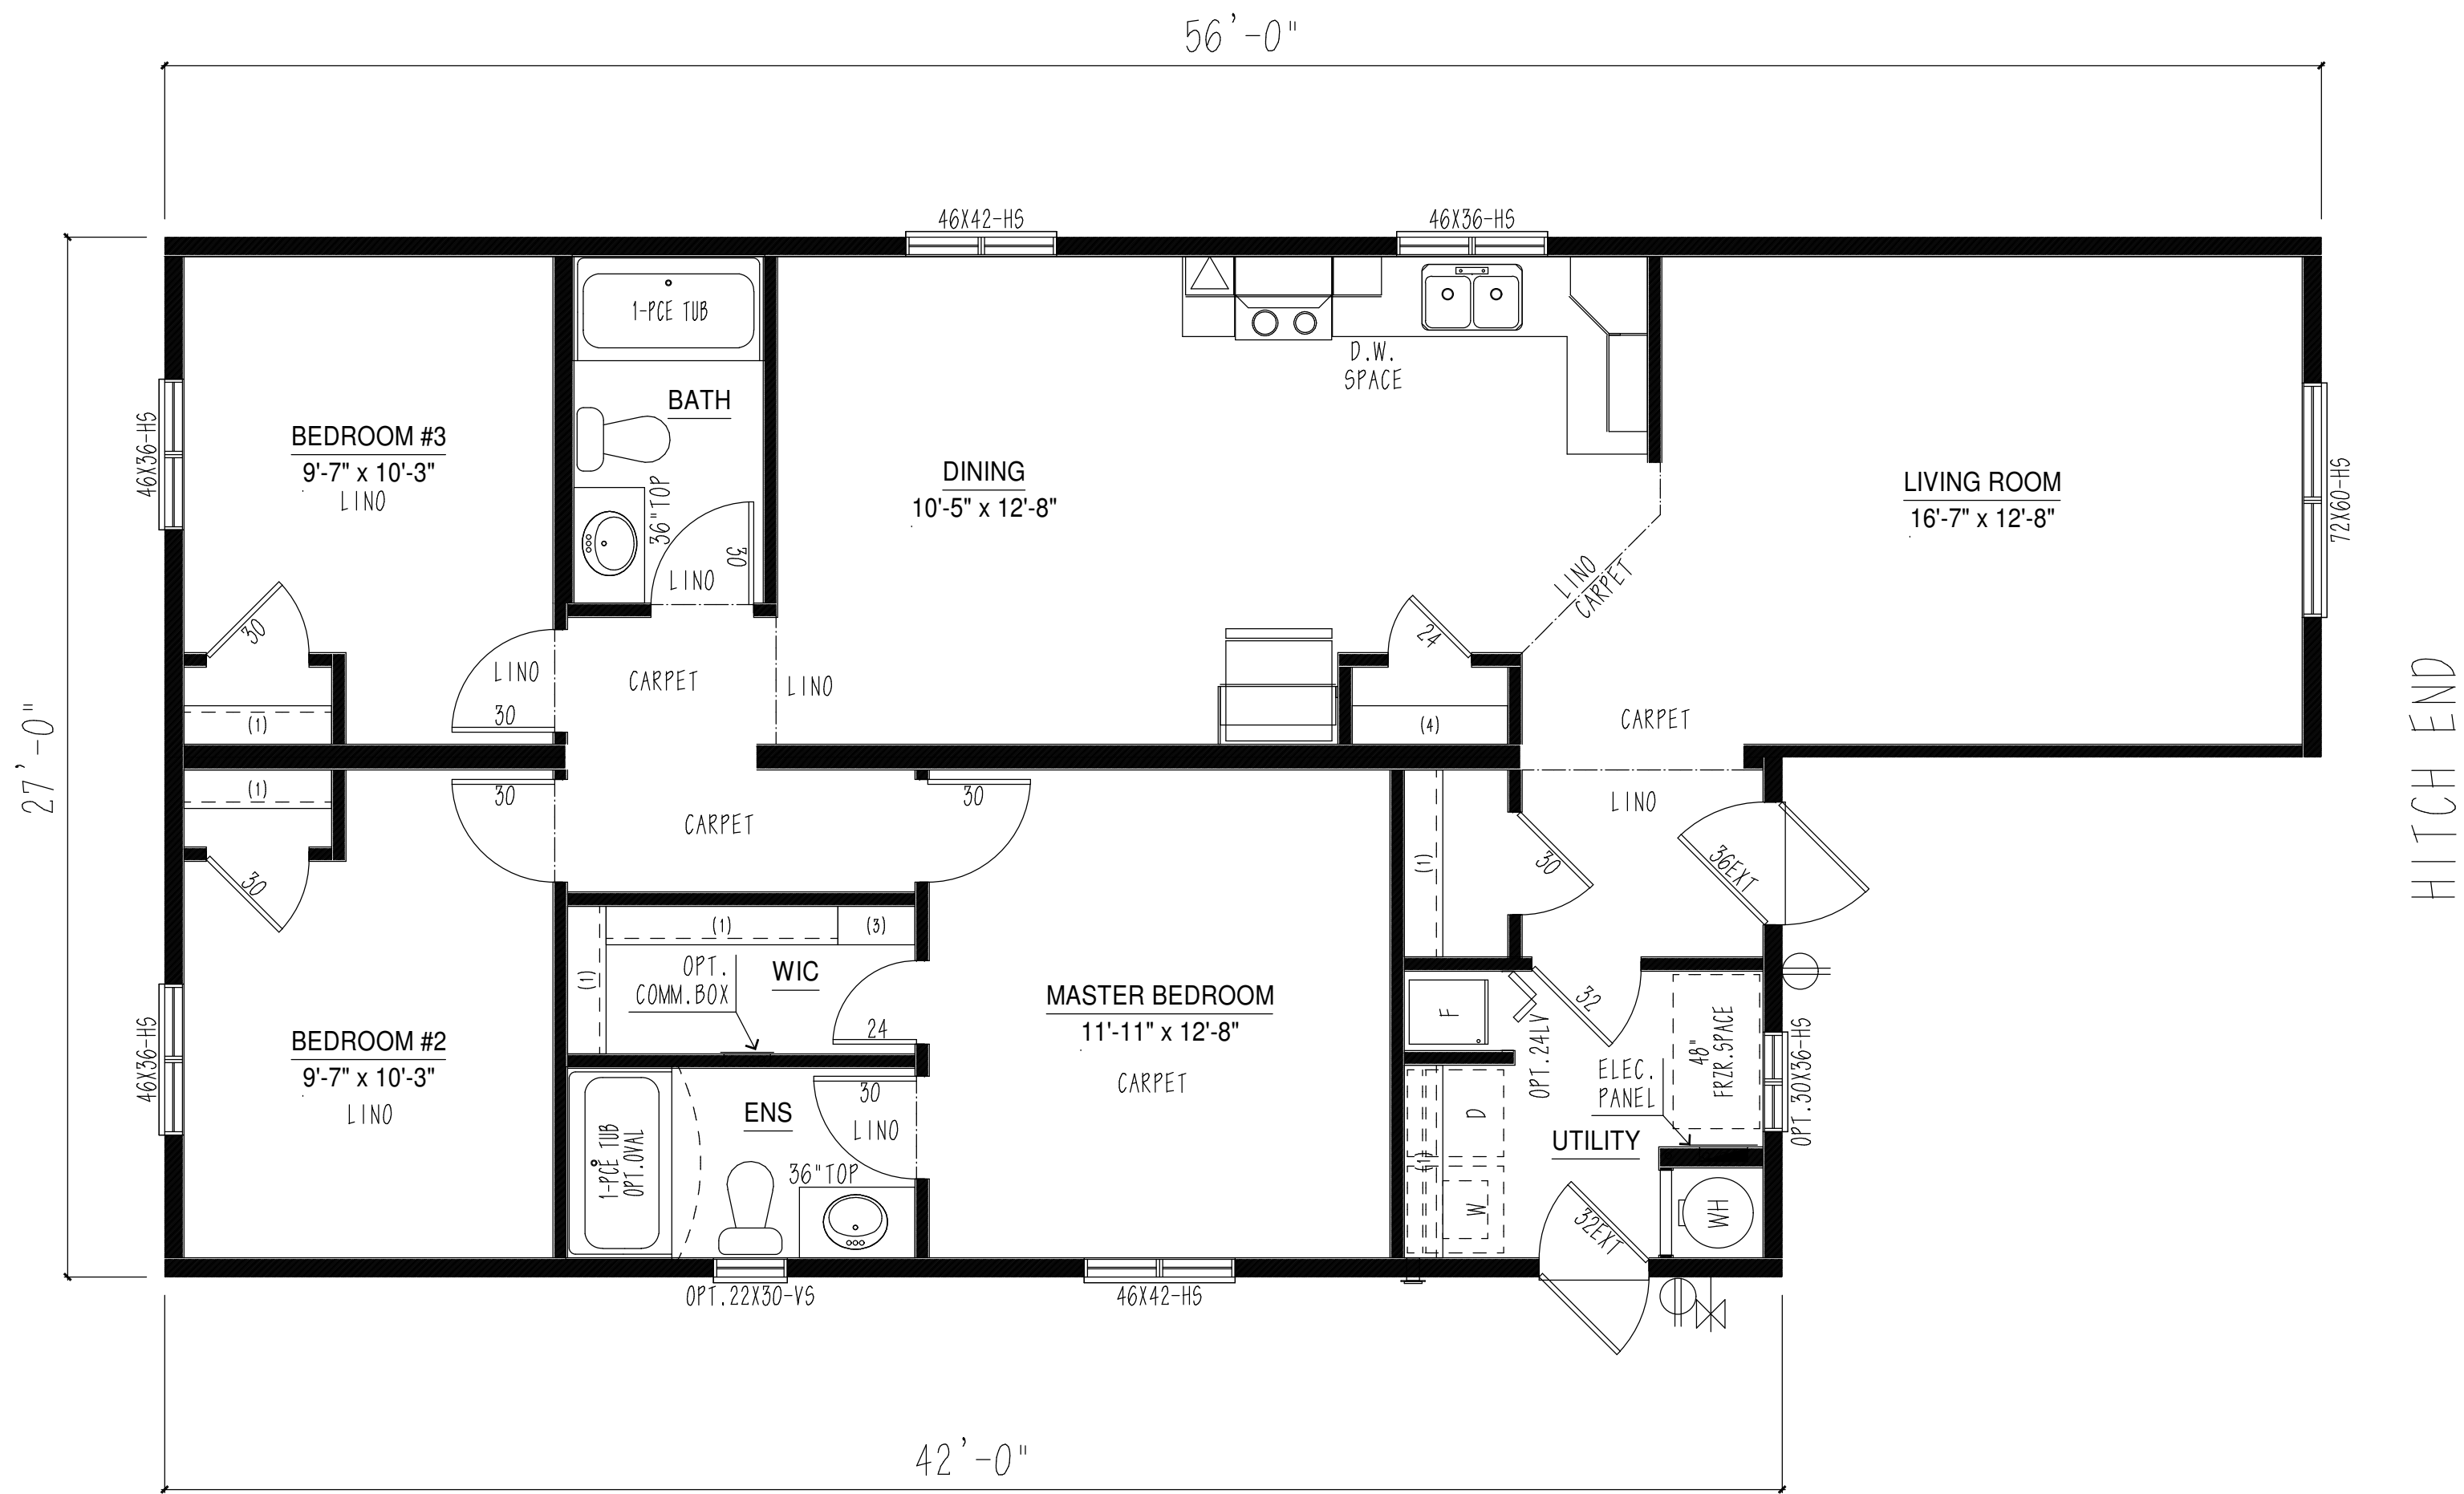 56'-0"
46X42-HS
46X36-HS
1-PCE TUB
D.W.
SPACE
BATH
BEDROOM #3
9'-7" x 10'-3"
LINO
46X36-HS
36"TOP
30
LINO
DINING
10'-5" x 12'-8"
LIVING ROOM
16'-7" x 12'-8"
72X60-HS
LINO
CARPET
30
24
LINO
30
CARPET
LINO
(1)
(4)
CARPET
27'-0"
HITCH END
(1)
30
30
LINO
CARPET
30
(1)
30
36EXT
(1)
(3)
(1)
OPT.
COMM.BOX
WIC
24
MASTER BEDROOM
11'-11" x 12'-8"
CARPET
F
32
OPT.24LV
48"
FRZR.SPACE
OPT.30X36-HS
ELEC.
PANEL
BEDROOM #2
9'-7" x 10'-3"
LINO
46X36-HS
30
ENS
LINO
1-PCE TUB
OPT.OVAL
36"TOP
D
(1)
W
UTILITY
32EXT
WH
OPT.22X30-VS
46X42-HS
42'-0"